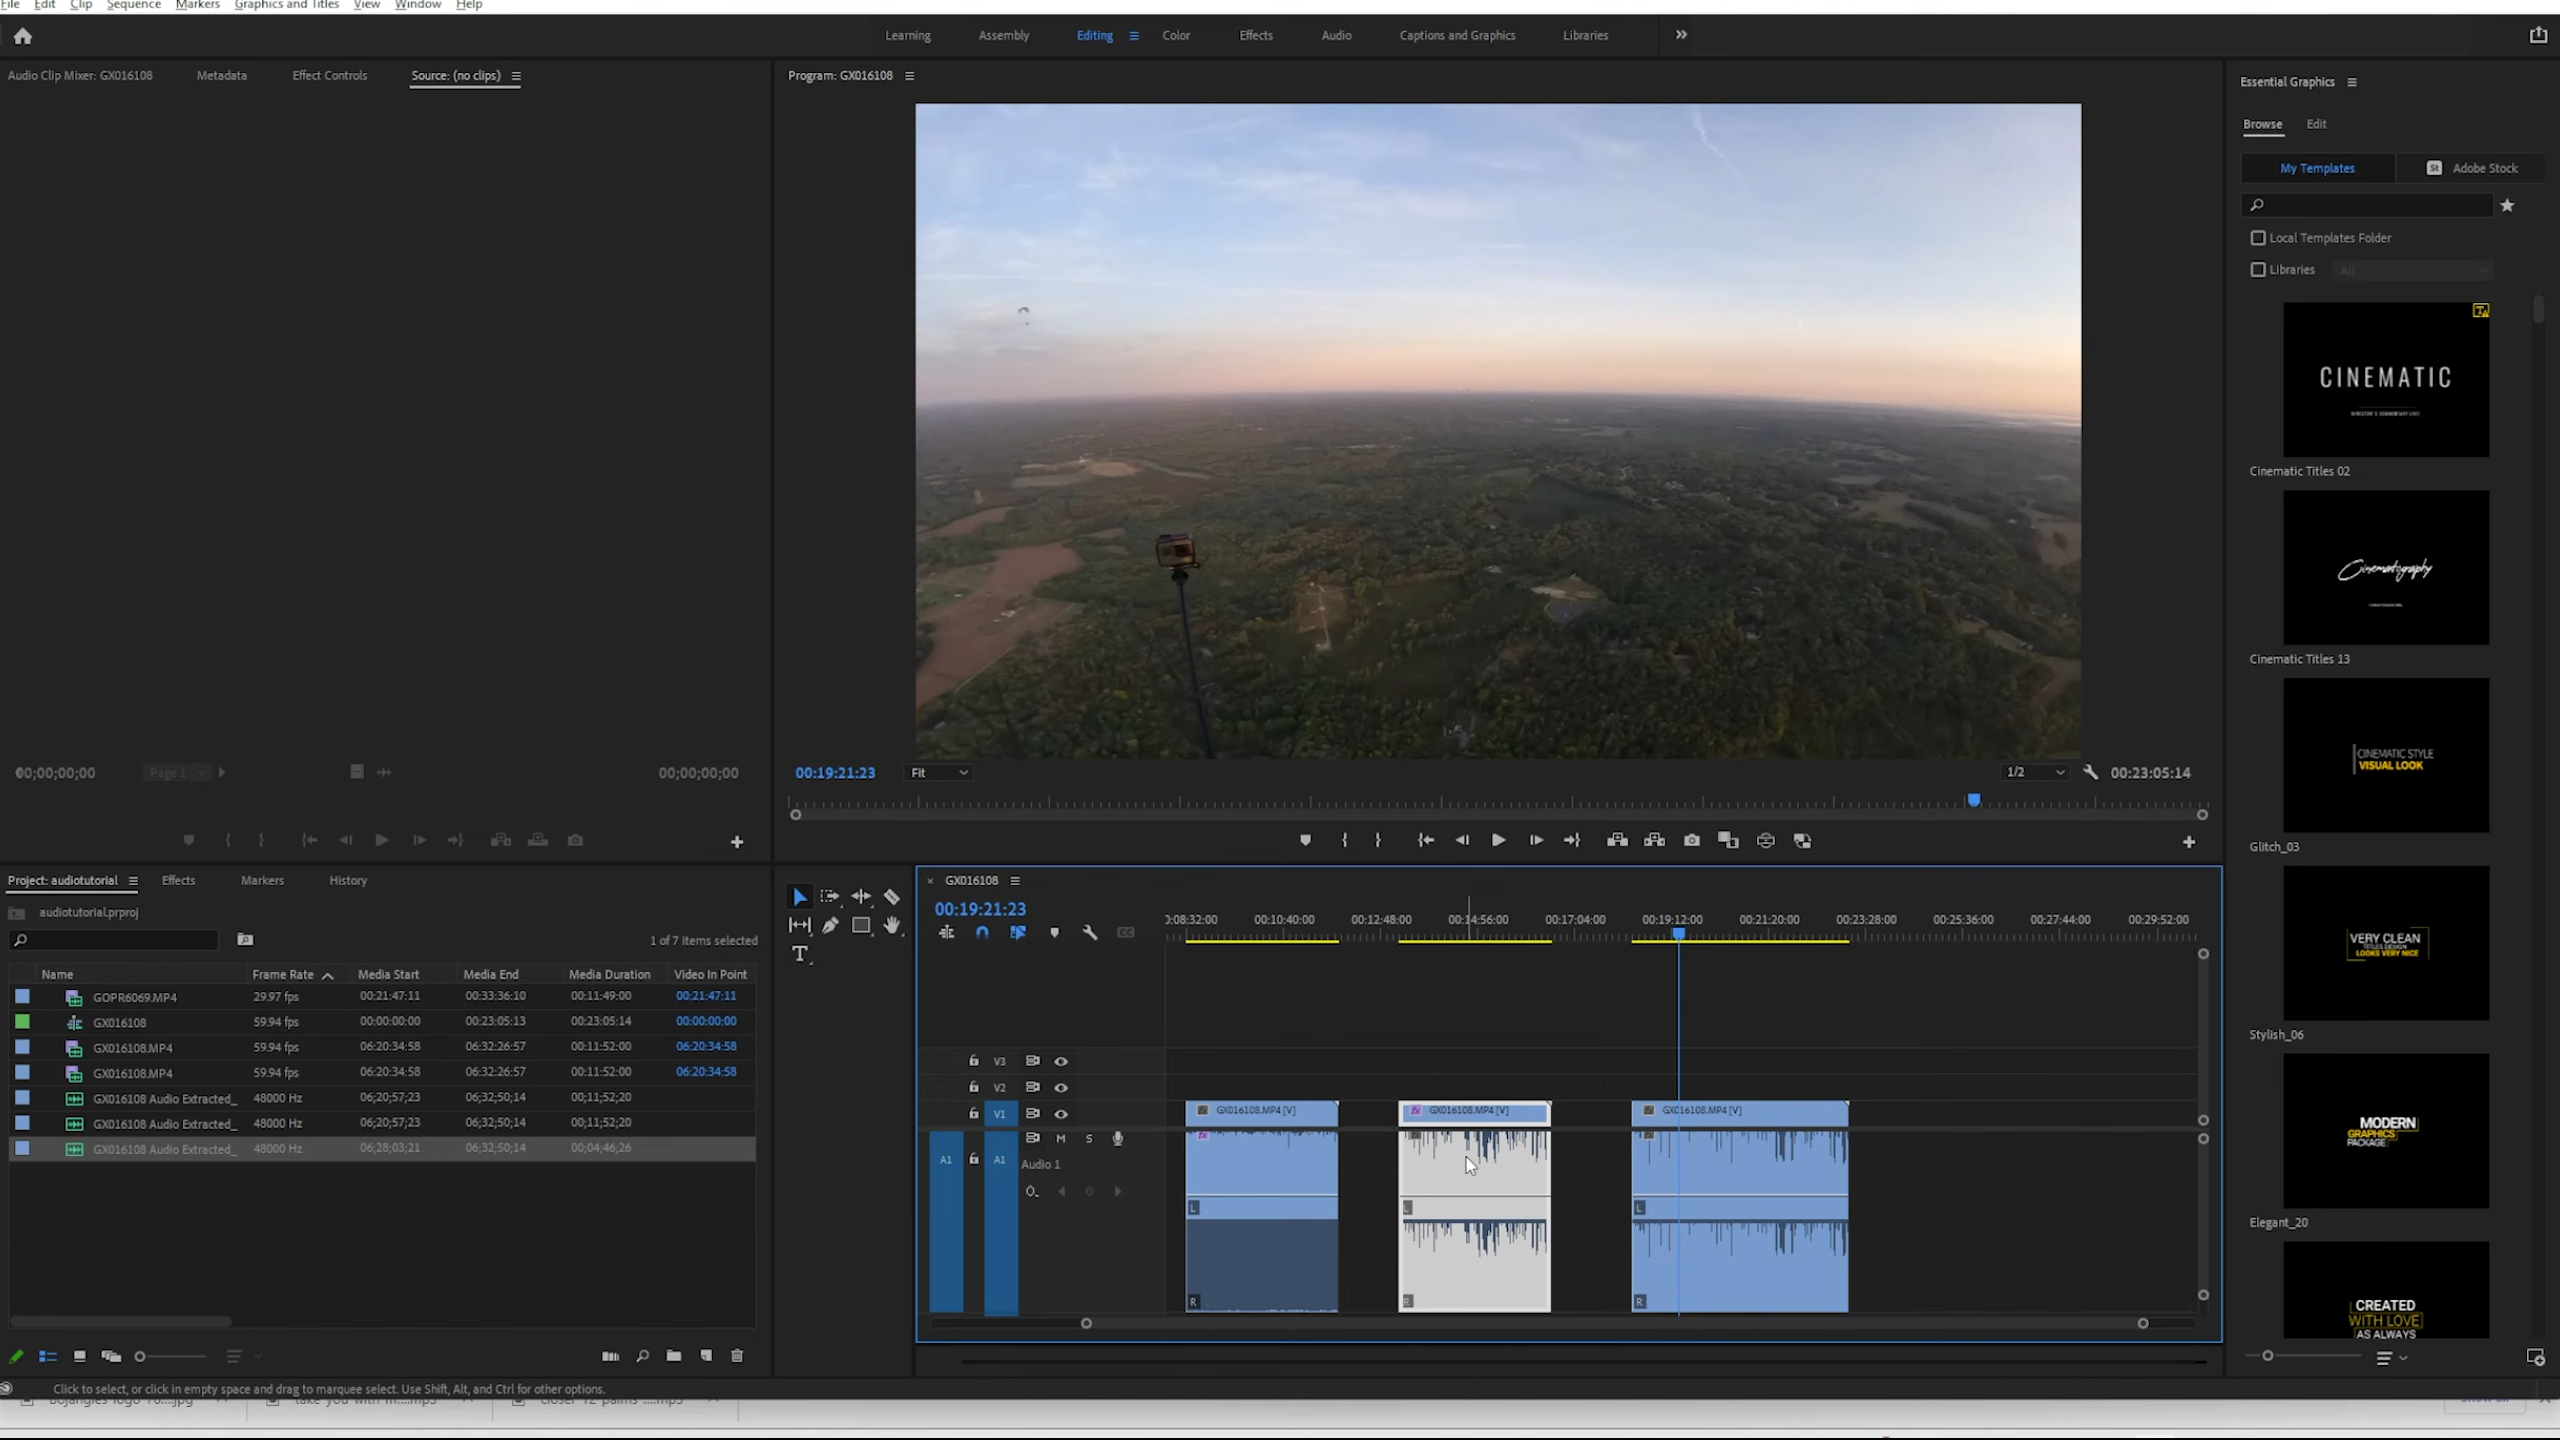 File Edit Clip Sequence Markers Graphics and Titles View Window Help
Learning Assembly Editing Color Effects Audio Captions and Graphics Libraries
Audio Clip Mixer: GX016108 Metadata Effect Controls Source: (no clips)
Program: GX016108
Essential Graphics
Browse Edit
My Templates St Adobe Stock
Local Templates Folder
Libraries All
CINEMATIC
Cinematic Titles 02
Cinematography
Cinematic Titles 13
CINEMATIC STYLE
VISUAL LOOK
Glitch_03
VERY CLEAN
TITLES DESIGN
LOOKS VERY NICE
Stylish_06
MODERN
GRAPHICS
PACKAGE
Elegant_20
CREATED
WITH LOVE
AS ALWAYS
00;00;00;00 Page 1 00;00;00;00
00:19:21:23 Fit 1/2 00:23:05:14
Project: audiotutorial Effects Markers History
audiotutorial.prproj
1 of 7 items selected
Name Frame Rate Media Start Media End Media Duration Video In Point
GOPR6069.MP4 29.97 fps 00:21:47:11 00:33:36:10 00:11:49:00 00:21:47:11
GX016108 59.94 fps 00:00:00:00 00:23:05:13 00:23:05:14 00:00:00:00
GX016108.MP4 59.94 fps 06:20:34:58 06:32:26:57 00:11:52:00 06:20:34:58
GX016108.MP4 59.94 fps 06:20:34:58 06:32:26:57 00:11:52:00 06:20:34:58
GX016108 Audio Extracted_ 48000 Hz 06;20;57;23 06;32;50;14 00;11;52;20
GX016108 Audio Extracted_ 48000 Hz 06;20;57;23 06;32;50;14 00;11;52;20
GX016108 Audio Extracted_ 48000 Hz 06;28;03;21 06;32;50;14 00;04;46;26
GX016108
00:19:21:23
0:08:32:00 00:10:40:00 00:12:48:00 00:14:56:00 00:17:04:00 00:19:12:00 00:21:20:00 00:23:28:00 00:25:36:00 00:27:44:00 00:29:52:00
T
V3
V2
V1 GX016108.MP4 [V] GX016108.MP4 [V] GX016108.MP4 [V]
M S
A1 A1 Audio 1
L L L
R R R
Click to select, or click in empty space and drag to marquee select. Use Shift, Alt, and Ctrl for other options.